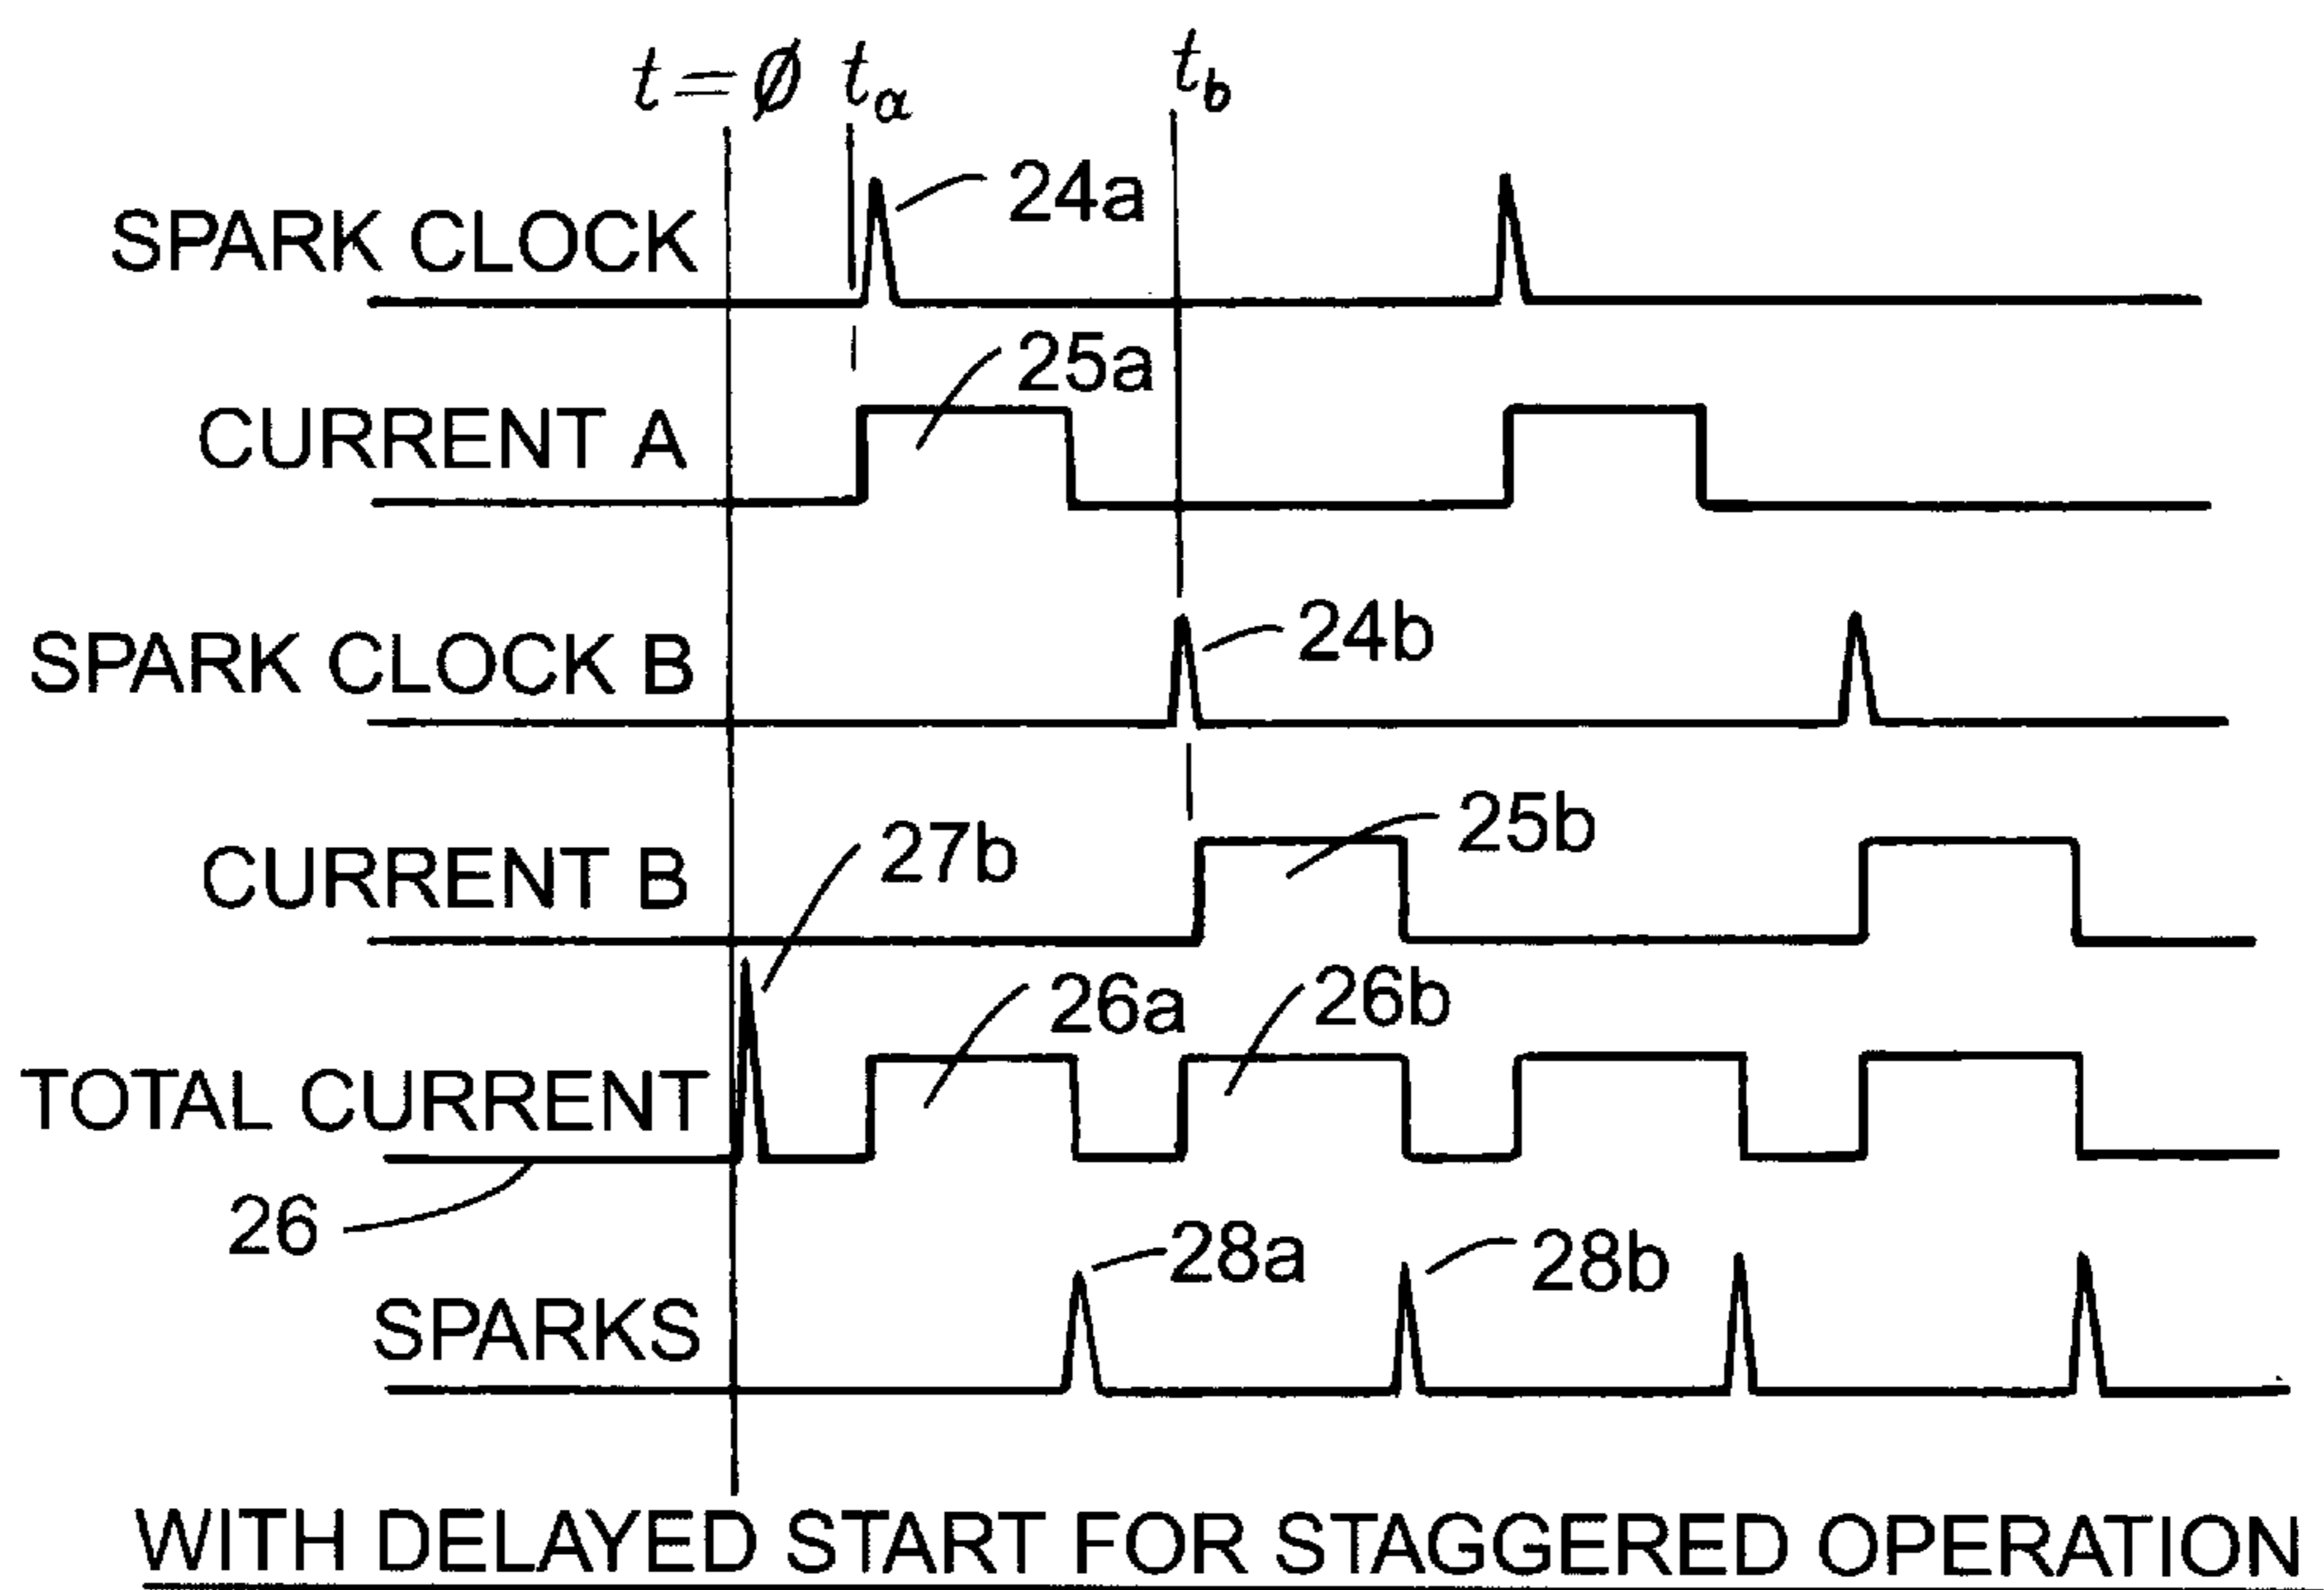 t=Ø ta tb
24a
SPARK CLOCK
25a
CURRENT A
24b
SPARK CLOCK B
25b
27b
CURRENT B
26a 26b
TOTAL CURRENT
26
28a 28b
SPARKS
WITH DELAYED START FOR STAGGERED OPERATION